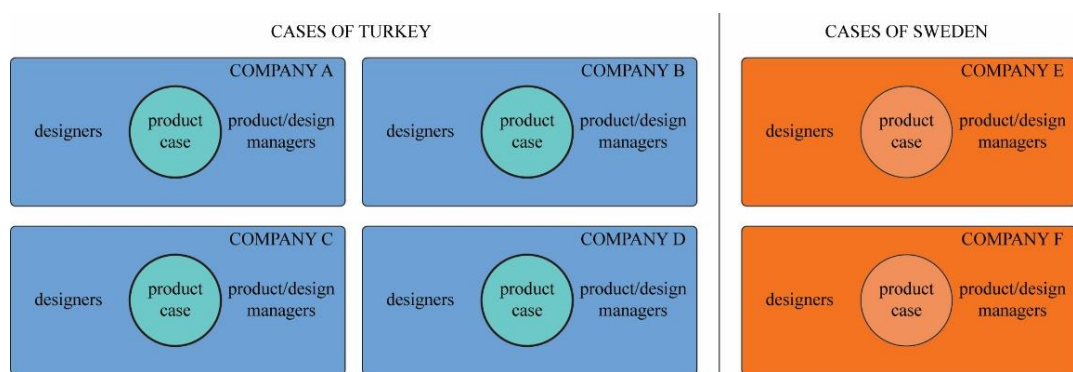 CASES OF TURKEY
CASES OF SWEDEN
COMPANY A
designers
product
case
product/design
managers
COMPANY B
designers
product
case
product/design
managers
COMPANY E
designers
product
case
product/design
managers
COMPANY C
designers
product
case
product/design
managers
COMPANY D
designers
product
case
product/design
managers
COMPANY F
designers
product
case
product/design
managers